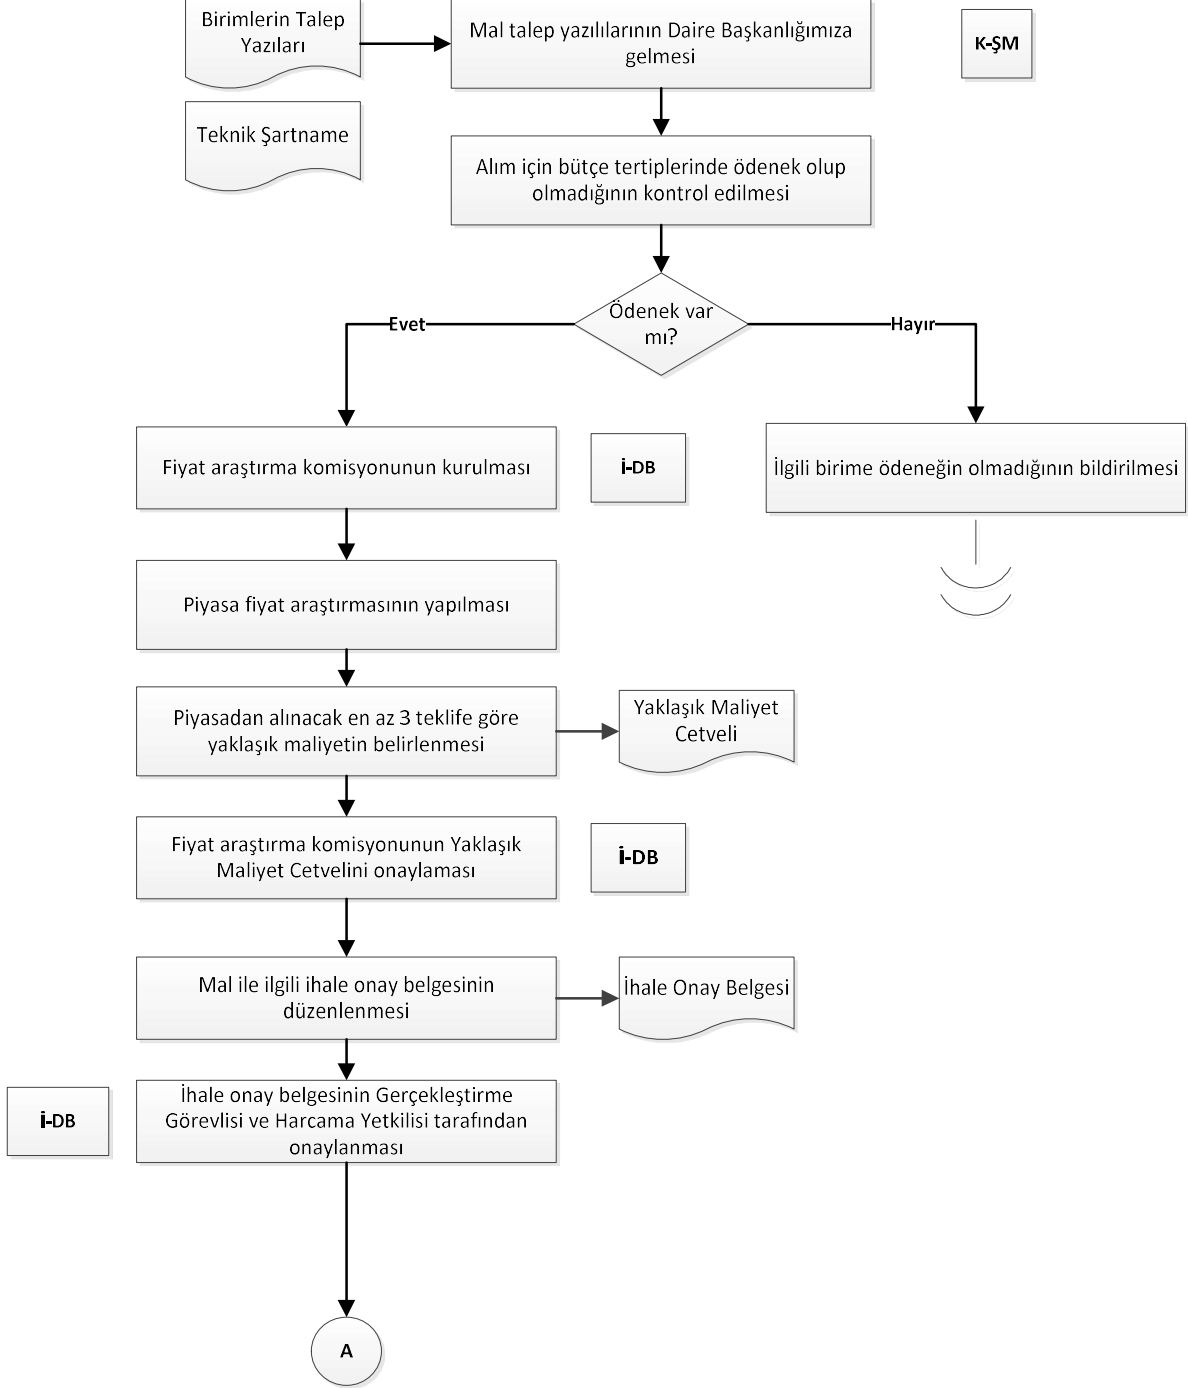 Birimlerin Talep
Yazıları
Mal talep yazılılarının Daire Başkanlığımıza
gelmesi
K-ŞM
Teknik Şartname
Alım için bütçe tertiplerinde ödenek olup
olmadığının kontrol edilmesi
Ödenek var
mı?
Evet
Hayır
Fiyat araştırma komisyonunun kurulması
İ-DB
İlgili birime ödeneğin olmadığının bildirilmesi
Piyasa fiyat araştırmasının yapılması
Piyasadan alınacak en az 3 teklife göre
yaklaşık maliyetin belirlenmesi
Yaklaşık Maliyet
Cetveli
Fiyat araştırma komisyonunun Yaklaşık
Maliyet Cetvelini onaylaması
İ-DB
Mal ile ilgili ihale onay belgesinin
düzenlenmesi
İhale Onay Belgesi
İ-DB
İhale onay belgesinin Gerçekleştirme
Görevlisi ve Harcama Yetkilisi tarafından
onaylanması
A